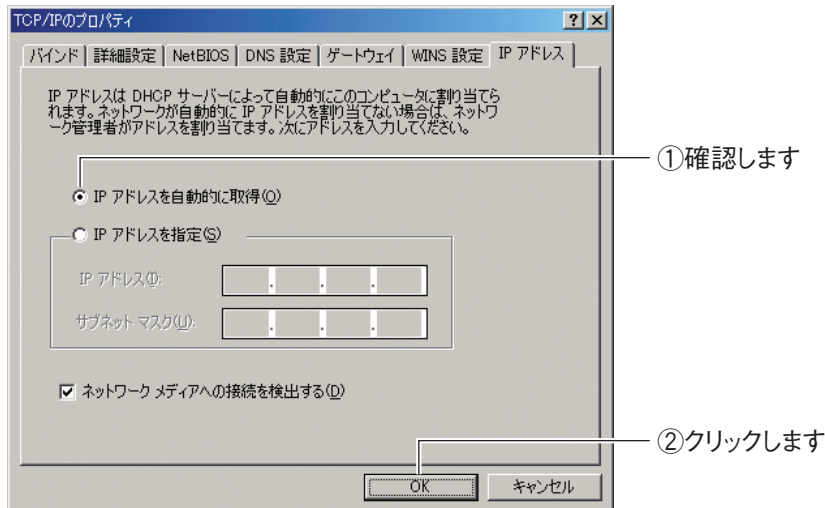 TCP/IPのプロパティ
バインド 詳細設定 NetBIOS DNS 設定 ゲートウェイ WINS 設定 IP アドレス
IP アドレスは DHCP サーバーによって自動的にこのコンピュータに割り当てら
れます。ネットワークが自動的に IP アドレスを割り当てない場合は、ネットワ
ーク管理者がアドレスを割り当てます。次にアドレスを入力してください。
①確認します
IP アドレスを自動的に取得(O)
IP アドレスを指定(S)
IP アドレス(I):
. . .
サブネット マスク(U):
. . .
ネットワーク メディアへの接続を検出する(D)
②クリックします
OK キャンセル